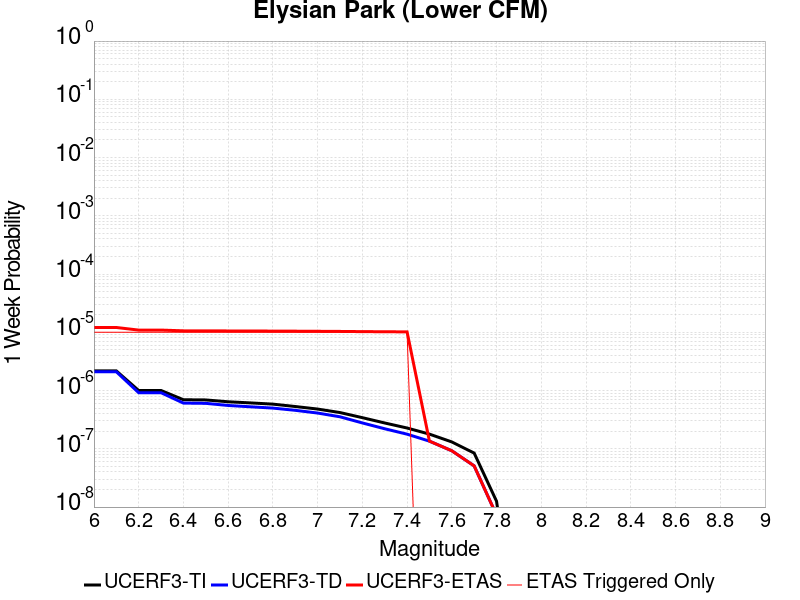 Elysian Park (Lower CFM)
10^0
10^-1
10^-2
10^-3
10^-4
10^-5
10^-6
10^-7
10^-8
1 Week Probability
6 6.2 6.4 6.6 6.8 7 7.2 7.4 7.6 7.8 8 8.2 8.4 8.6 8.8 9
Magnitude
UCERF3-TI UCERF3-TD UCERF3-ETAS ETAS Triggered Only